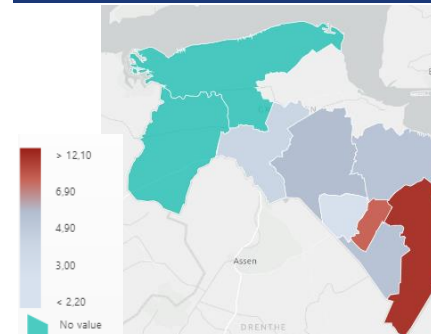 > 12,10
6,90
4,90
3,00
< 2,20
No value
Assen
DRENTHE